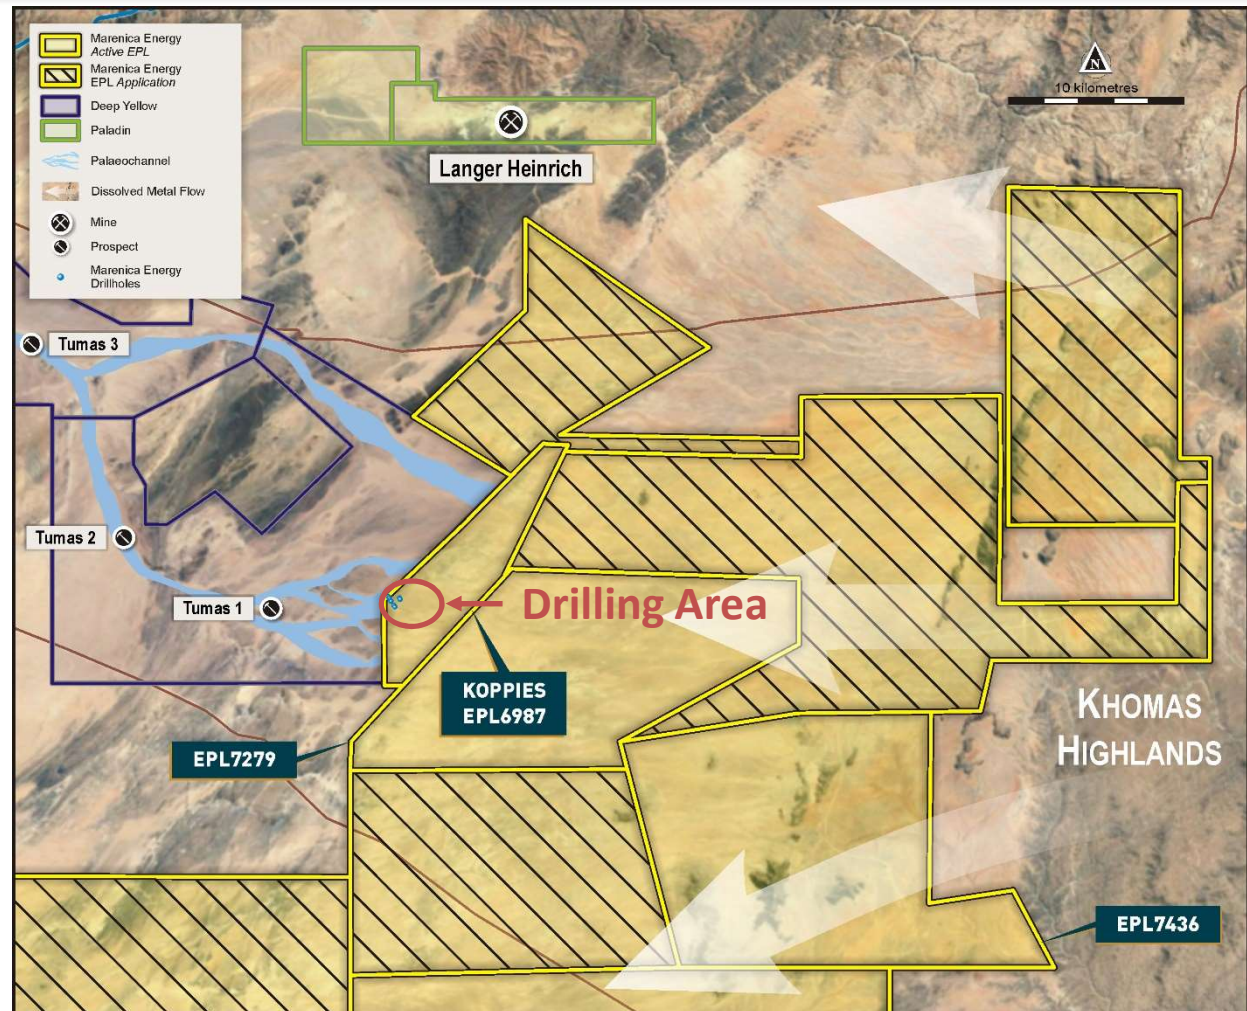 Marenica Energy
Active EPL
Marenica Energy
EPL Application
Deep Yellow
Paladin
Palaeochannel
Dissolved Metal Flow
Mine
Prospect
Marenica Energy
Drillholes
N
10 kilometres
Langer Heinrich
Tumas 3
Tumas 2
Tumas 1
Drilling Area
KOPPIES
EPL6987
EPL7279
KHOMAS
HIGHLANDS
EPL7436